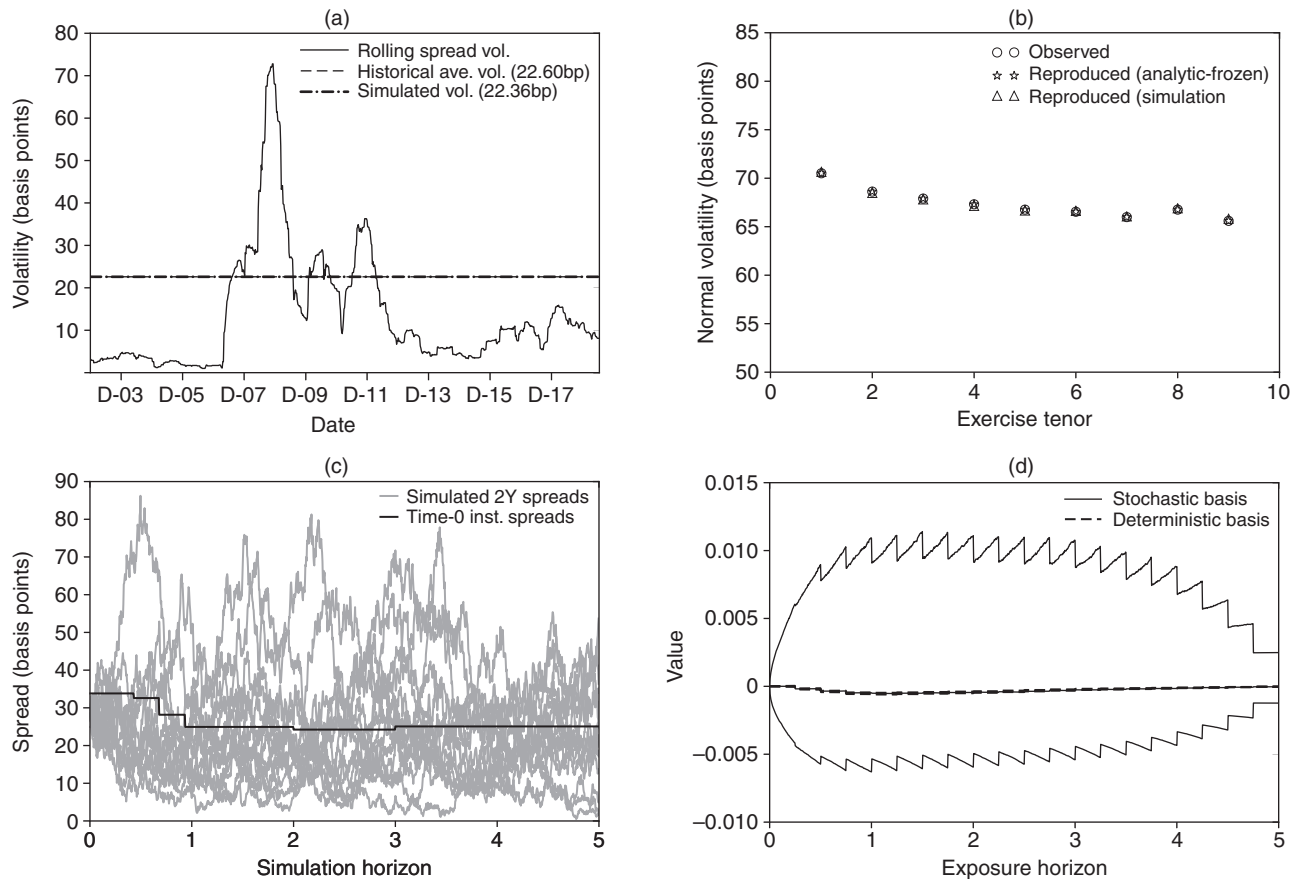 (a)
Volatility (basis points)
80
70
60
50
40
30
20
10
Rolling spread vol.
Historical ave. vol. (22.60bp)
Simulated vol. (22.36bp)
D-03 D-05 D-07 D-09 D-11 D-13 D-15 D-17
Date
(b)
Normal volatility (basis points)
85
80
75
70
65
60
55
50
Observed
Reproduced (analytic-frozen)
Reproduced (simulation
0 2 4 6 8 10
Exercise tenor
(c)
Spread (basis points)
90
80
70
60
50
40
30
20
10
0
Simulated 2Y spreads
Time-0 inst. spreads
0 1 2 3 4 5
Simulation horizon
(d)
Value
0.015
0.010
0.005
0
−0.005
−0.010
Stochastic basis
Deterministic basis
0 1 2 3 4 5
Exposure horizon